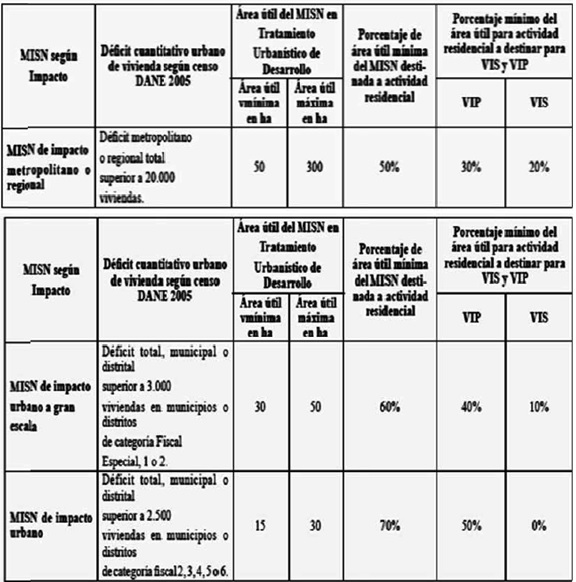 MISN según
Impacto
Déficit cuantitativo urbano
de vivienda según censo
DANE 2005
Área útil del MISN en
Tratamiento
Urbanístico de
Desarrollo
Área útil
vmínima
en ha
Área útil
máxima
en ha
Porcentaje de
área útil mínima
del MISN desti-
nada a actividad
residencial
Porcentaje mínimo del
área útil para actividad
residencial a destinar para
VIS y VIP
VIP
VIS
MISN de impacto
metropolitano o
regional
Déficit metropolitano
o regional total
superior a 20.000
viviendas.
50
300
50%
30%
20%
MISN según
Impacto
Déficit cuantitativo urbano
de vivienda según censo
DANE 2005
Área útil del MISN en
Tratamiento
Urbanístico de
Desarrollo
Área útil
vmínima
en ha
Área útil
máxima
en ha
Porcentaje de
área útil mínima
del MISN desti-
nada a actividad
residencial
Porcentaje mínimo del
área útil para actividad
residencial a destinar para
VIS y VIP
VIP
VIS
MISN de impacto
urbano a gran
escala
Déficit total, municipal o
distrital
superior a 3.000
viviendas en municipios o
distritos
de categoría Fiscal
Especial, 1 o 2.
30
50
60%
40%
10%
MISN de impacto
urbano
Déficit total, municipal o
distrital
superior a 2.500
viviendas en municipios o
distritos
de categoría fiscal 2, 3, 4, 5 o 6.
15
30
70%
50%
0%